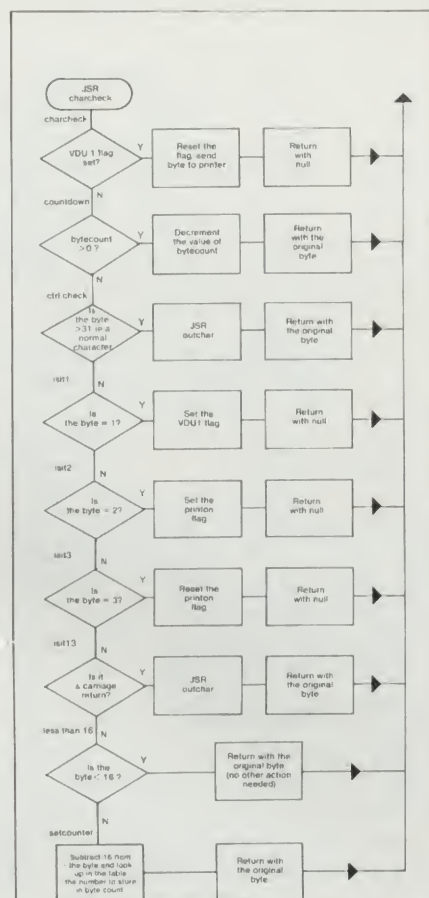 JSR
charcheck
charcheck
VDU 1 flag
set?
Y
Reset the
flag, send
byte to printer
Return
with
null
N
countdown
bytecount
>0 ?
Y
Decrement
the value of
bytecount
Return
with the
original
byte
N
ctrl check
Is
the byte
>31 ie a
normal
character
Y
JSR
outchar
Return with
the original
byte
isit1
N
Is
the byte = 1?
Y
Set the
VDU1 flag
Return
with null
isit2
N
Is
the byte = 2?
Y
Set the
printon
flag
Return
with null
isit3
N
Is
the byte = 3?
Y
Reset the
printon
flag
Return
with null
isit13
N
Is it
a carriage
return?
Y
JSR
outchar
Return with
the original
byte
less than 16
N
Is the
byte < 16 ?
Y
Return with the
original byte
(no other action
needed)
N
setcounter
Subtract 16 from
the byte and look
up in the table
the number to store
in byte count
Return with
the original
byte